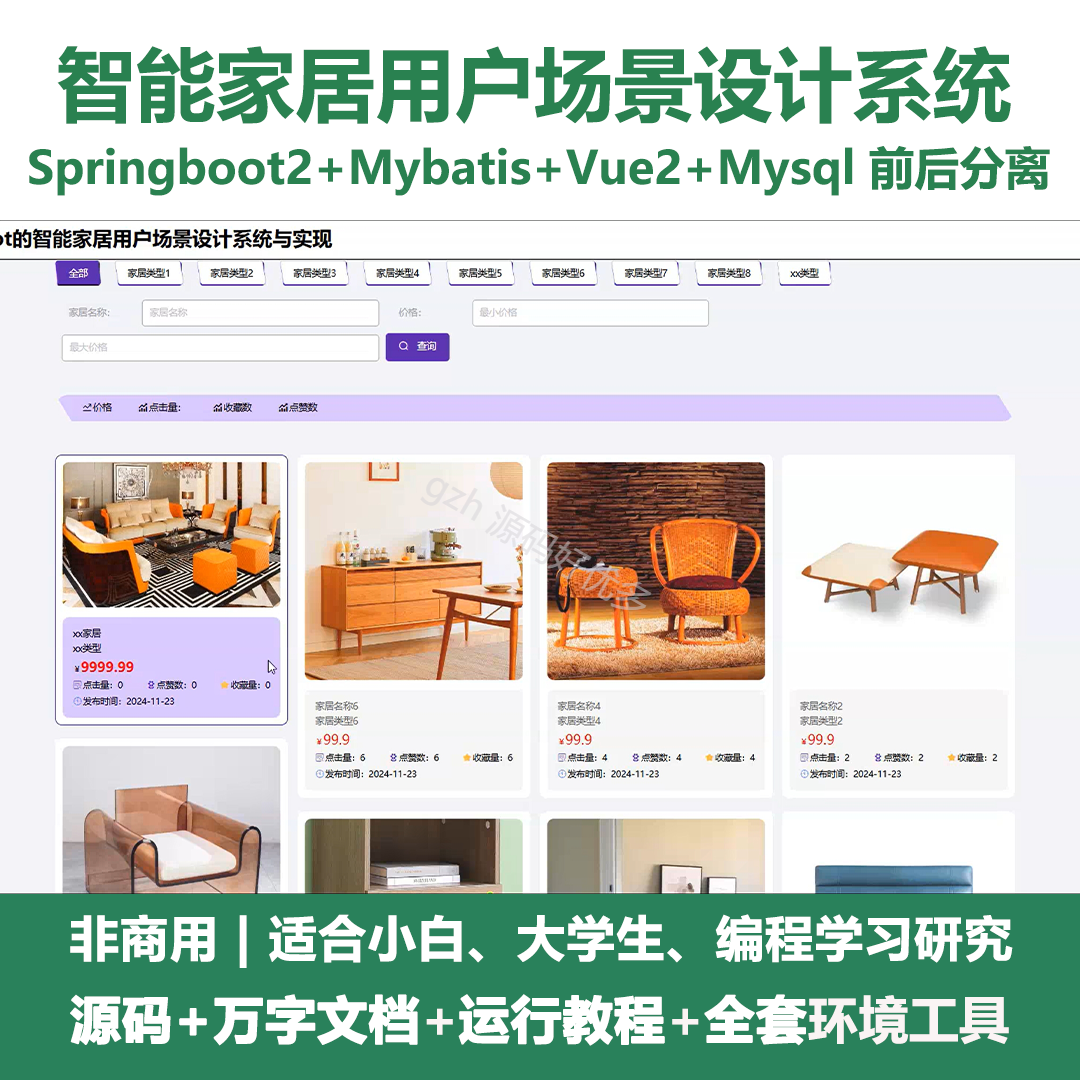 智能家居用户场景设计系统
Springboot2+Mybatis+Vue2+Mysql 前后分离
ot的智能家居用户场景设计系统与实现
全部 家居类型1 家居类型2 家居类型3 家居类型4 家居类型5 家居类型6 家居类型7 家居类型8 xx类型
家居名称: 家居名称 价格: 最小价格
最大价格 查询
价格 点击量: 收藏数 点赞数
gzh 源码好优多
xx家居
xx类型
¥9999.99
点击量: 0 点赞数: 0 收藏量: 0
发布时间: 2024-11-23
家居名称6
家居类型6
¥99.9
点击量: 6 点赞数: 6 收藏量: 6
发布时间: 2024-11-23
家居名称4
家居类型4
¥99.9
点击量: 4 点赞数: 4 收藏量: 4
发布时间: 2024-11-23
家居名称2
家居类型2
¥99.9
点击量: 2 点赞数: 2 收藏量: 2
发布时间: 2024-11-23
非商用 | 适合小白、大学生、编程学习研究
源码+万字文档+运行教程+全套环境工具